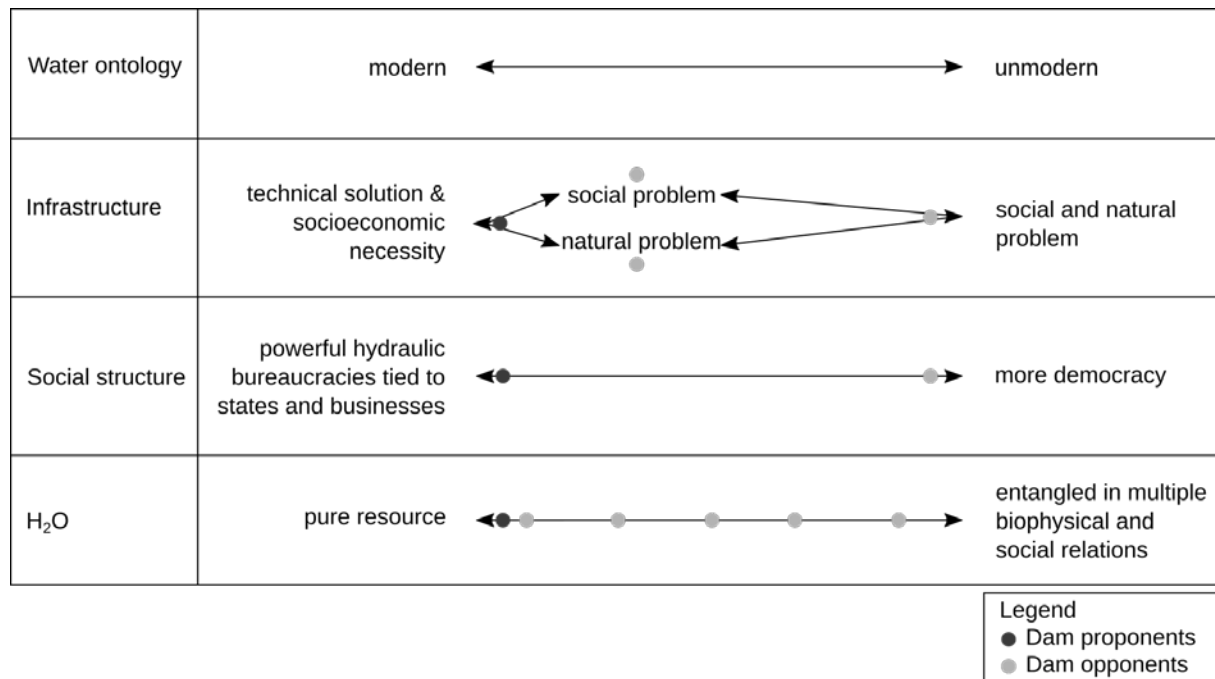 Water ontology
modern
unmodern
Infrastructure
technical solution &
socioeconomic
necessity
social problem
natural problem
social and natural
problem
Social structure
powerful hydraulic
bureaucracies tied to
states and businesses
more democracy
H₂O
pure resource
entangled in multiple
biophysical and
social relations
Legend
Dam proponents
Dam opponents